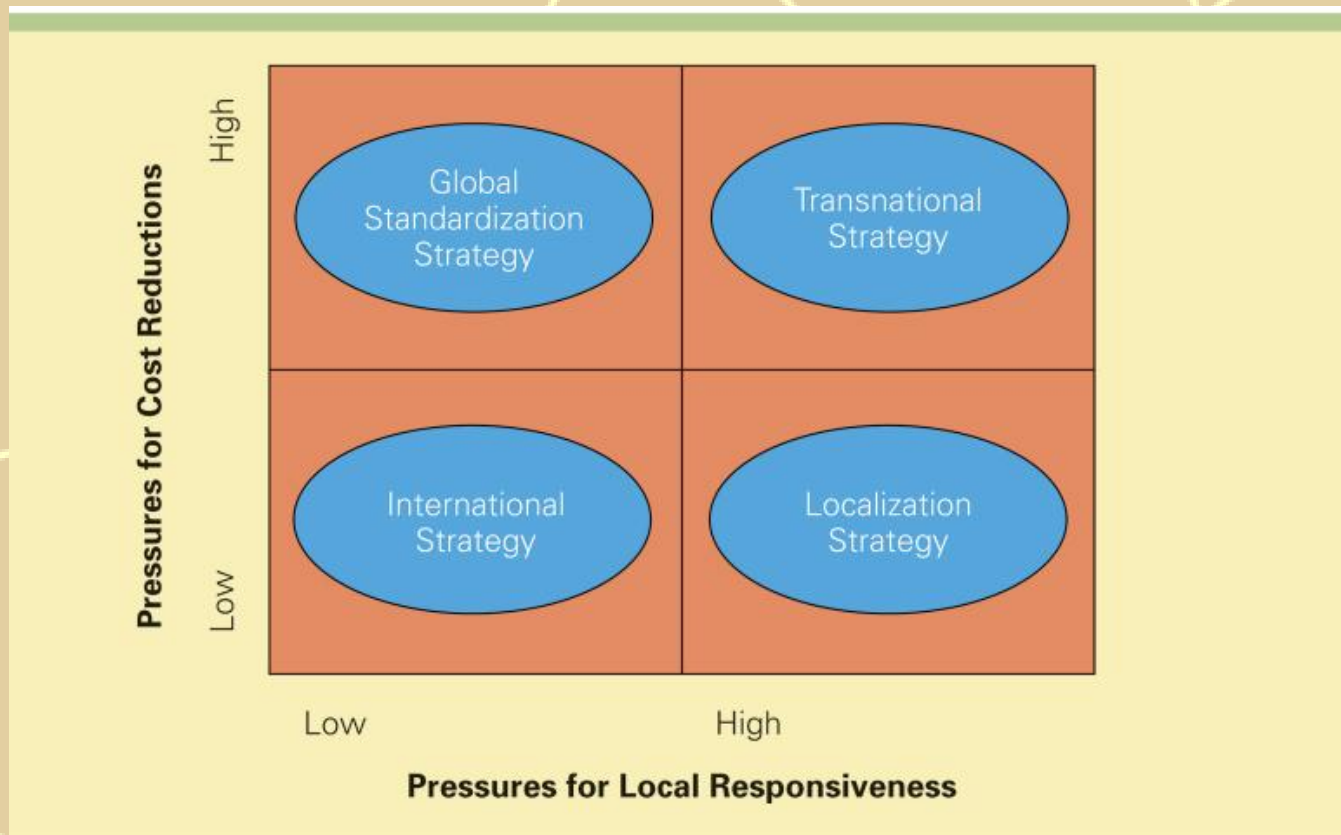 High
Global
Standardization
Strategy
Transnational
Strategy
Pressures for Cost Reductions
International
Strategy
Localization
Strategy
Low
Low
High
Pressures for Local Responsiveness